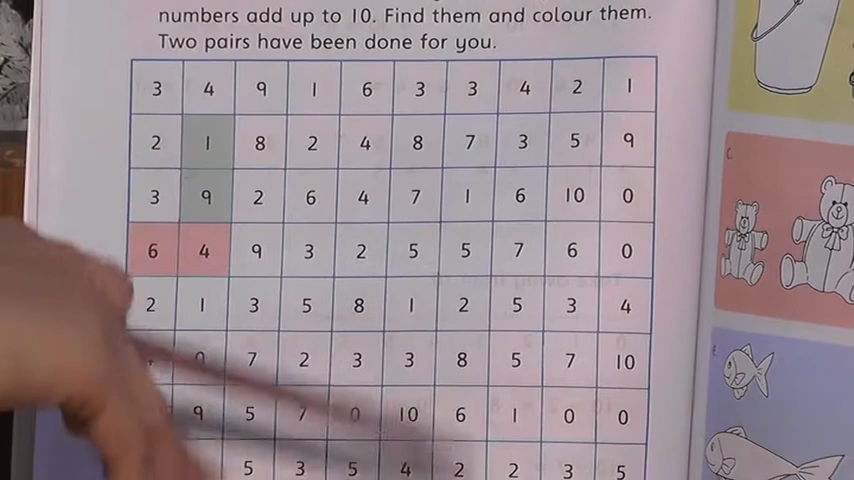 numbers add up to 10. Find them and colour them.
Two pairs have been done for you.
3 4 9 1 6 3 3 4 2 1
2 1 8 2 4 8 7 3 5 9
3 9 2 6 4 7 1 6 10 0
6 4 9 3 2 5 5 7 6 0
2 1 3 5 8 1 2 5 3 4
7 2 3 3 8 5 7 10
9 5 7 0 10 6 1 0 0
5 3 5 4 2 2 3 5